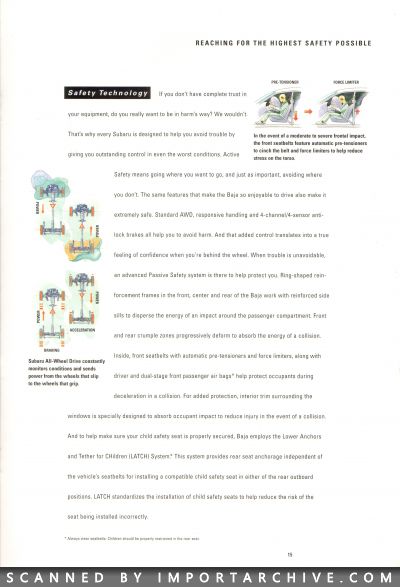 REACHING FOR THE HIGHEST SAFETY POSSIBLE
Safety Technology If you don't have complete trust in
your equipment, do you really want to be in harm's way? We wouldn't.
That's why every Subaru is designed to help you avoid trouble by
giving you outstanding control in even the worst conditions. Active
PRE-TENSIONER
FORCE LIMITER
In the event of a moderate to severe frontal impact,
the front seatbelts feature automatic pre-tensioners
to cinch the belt and force limiters to help reduce
stress on the torso.
Safety means going where you want to go, and just as important, avoiding where
you don't. The same features that make the Baja so enjoyable to drive also make it
extremely safe. Standard AWD, responsive handling and 4-channel/4-sensor anti-
lock brakes all help you to avoid harm. And that added control translates into a true
feeling of confidence when you're behind the wheel. When trouble is unavoidable,
an advanced Passive Safety system is there to help protect you. Ring-shaped rein-
forcement frames in the front, center and rear of the Baja work with reinforced side
sills to disperse the energy of an impact around the passenger compartment. Front
and rear crumple zones progressively deform to absorb the energy of a collision.
Inside, front seatbelts with automatic pre-tensioners and force limiters, along with
driver and dual-stage front passenger air bags* help protect occupants during
deceleration in a collision. For added protection, interior trim surrounding the
windows is specially designed to absorb occupant impact to reduce injury in the event of a collision.
And to help make sure your child safety seat is properly secured, Baja employs the Lower Anchors
and Tether for CHildren (LATCH) System.* This system provides rear seat anchorage independent of
the vehicle's seatbelts for installing a compatible child safety seat in either of the rear outboard
positions. LATCH standardizes the installation of child safety seats to help reduce the risk of the
seat being installed incorrectly.
POWER
POWER
POWER
POWER
ACCELERATION
BRAKING
Subaru All-Wheel Drive constantly
monitors conditions and sends
power from the wheels that slip
to the wheels that grip.
* Always wear seatbelts. Children should be properly restrained in the rear seat.
15
SCANNED BY IMPORTARCHIVE.COM